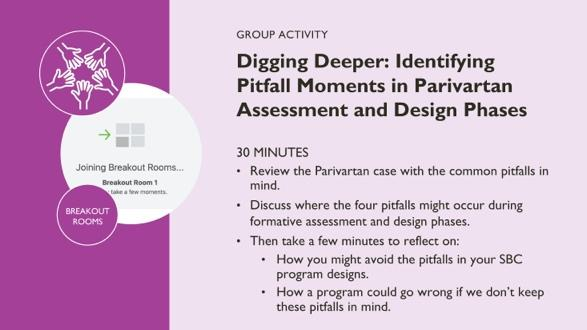 GROUP ACTIVITY
Digging Deeper: Identifying
Pitfall Moments in Parivartan
Assessment and Design Phases
30 MINUTES
• Review the Parivartan case with the common pitfalls in
mind.
• Discuss where the four pitfalls might occur during
formative assessment and design phases.
• Then take a few minutes to reflect on:
• How you might avoid the pitfalls in your SBC
program designs.
• How a program could go wrong if we don't keep
these pitfalls in mind.
Joining Breakout Rooms...
Breakout Room 1
take a few moments.
BREAKOUT
ROOMS